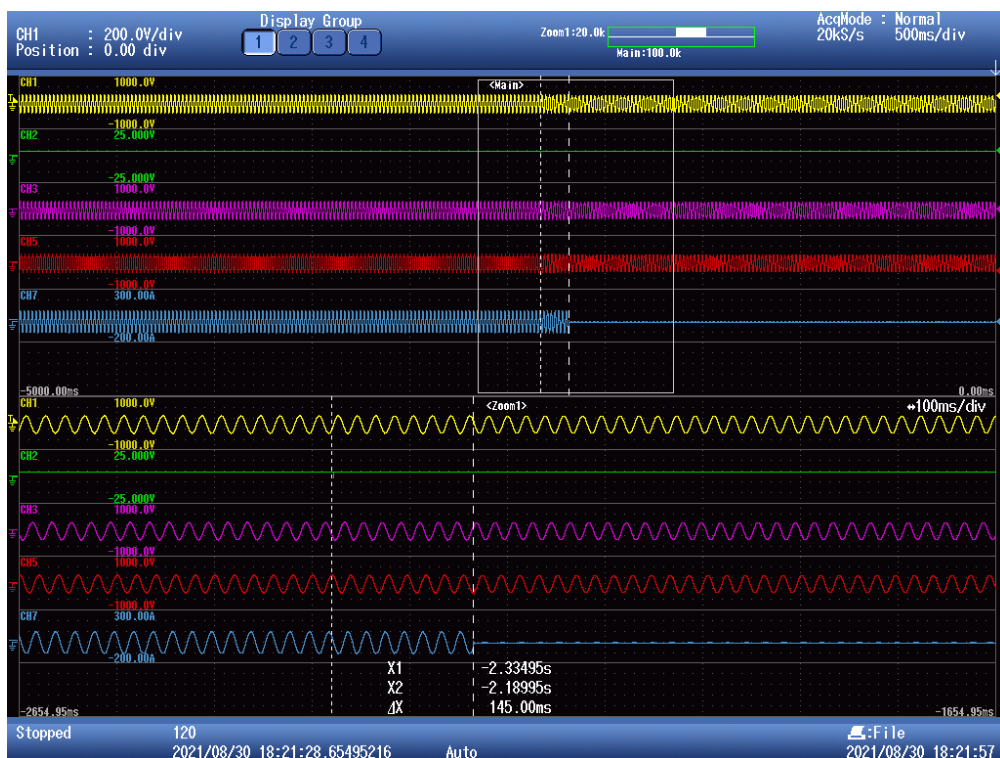 CH1 : 200.0V/div
Position : 0.00 div
Display Group
1 2 3 4
Zoom1:20.0k
Main:100.0k
AcqMode : Normal
20kS/s 500ms/div
<Main>
CH1 1000.0V
-1000.0V
CH2 25.000V
-25.000V
CH3 1000.0V
-1000.0V
CH5 1000.0V
-1000.0V
CH7 300.00A
-200.00A
-5000.00ms 0.00ms
<Zoom1>
↔100ms/div
CH1 1000.0V
-1000.0V
CH2 25.000V
-25.000V
CH3 1000.0V
-1000.0V
CH5 1000.0V
-1000.0V
CH7 300.00A
-200.00A
X1 -2.33495s
X2 -2.18995s
ΔX 145.00ms
-2654.95ms -1654.95ms
Stopped 120 :File
2021/08/30 18:21:28.65495216 Auto 2021/08/30 18:21:57